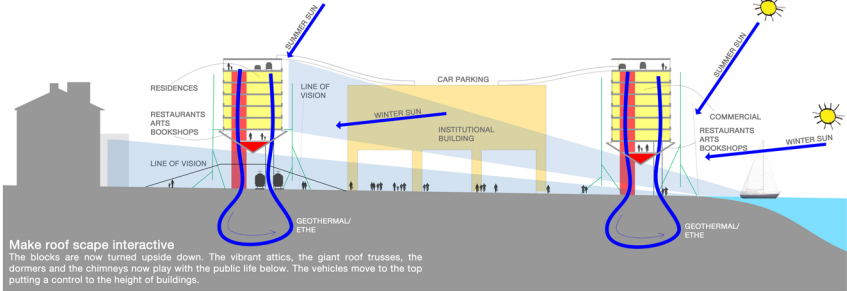 SUMMER SUN
SUMMER SUN
RESIDENCES
LINE OF
VISION
CAR PARKING
RESTAURANTS
ARTS
BOOKSHOPS
WINTER SUN
INSTITUTIONAL
BUILDING
COMMERCIAL
RESTAURANTS
ARTS
BOOKSHOPS
WINTER SUN
LINE OF VISION
GEOTHERMAL/
ETHE
GEOTHERMAL/
ETHE
Make roof scape interactive
The blocks are now turned upside down. The vibrant attics, the giant roof trusses, the
dormers and the chimneys now play with the public life below. The vehicles move to the top
putting a control to the height of buildings.